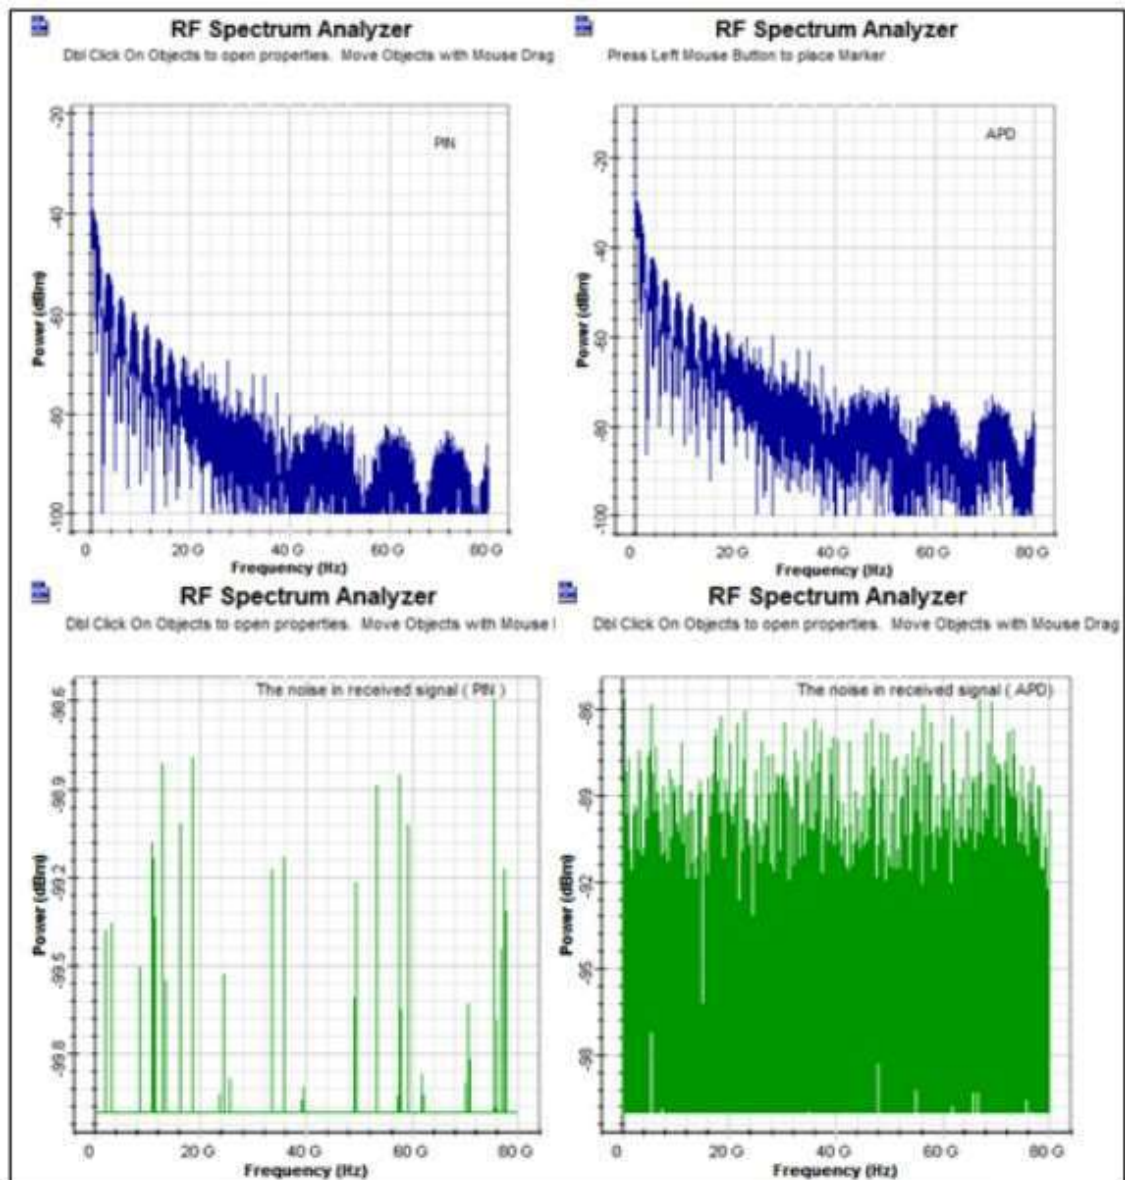 RF Spectrum Analyzer
Dbl Click On Objects to open properties. Move Objects with Mouse Drag
PIN
Power (dBm)
-20
-40
-60
-80
-100
0 20 G 40 G 60 G 80 G
Frequency (Hz)
RF Spectrum Analyzer
Press Left Mouse Button to place Marker
APD
Power (dBm)
-20
-40
-60
-80
-100
0 20 G 40 G 60 G 80 G
Frequency (Hz)
RF Spectrum Analyzer
Dbl Click On Objects to open properties. Move Objects with Mouse
The noise in received signal ( PIN )
Power (dBm)
-98.6
-98.9
-99.2
-99.5
-99.8
0 20 G 40 G 60 G 80 G
Frequency (Hz)
RF Spectrum Analyzer
Dbl Click On Objects to open properties. Move Objects with Mouse Drag
The noise in received signal ( APD)
Power (dBm)
-86
-89
-92
-95
-98
0 20 G 40 G 60 G 80 G
Frequency (Hz)